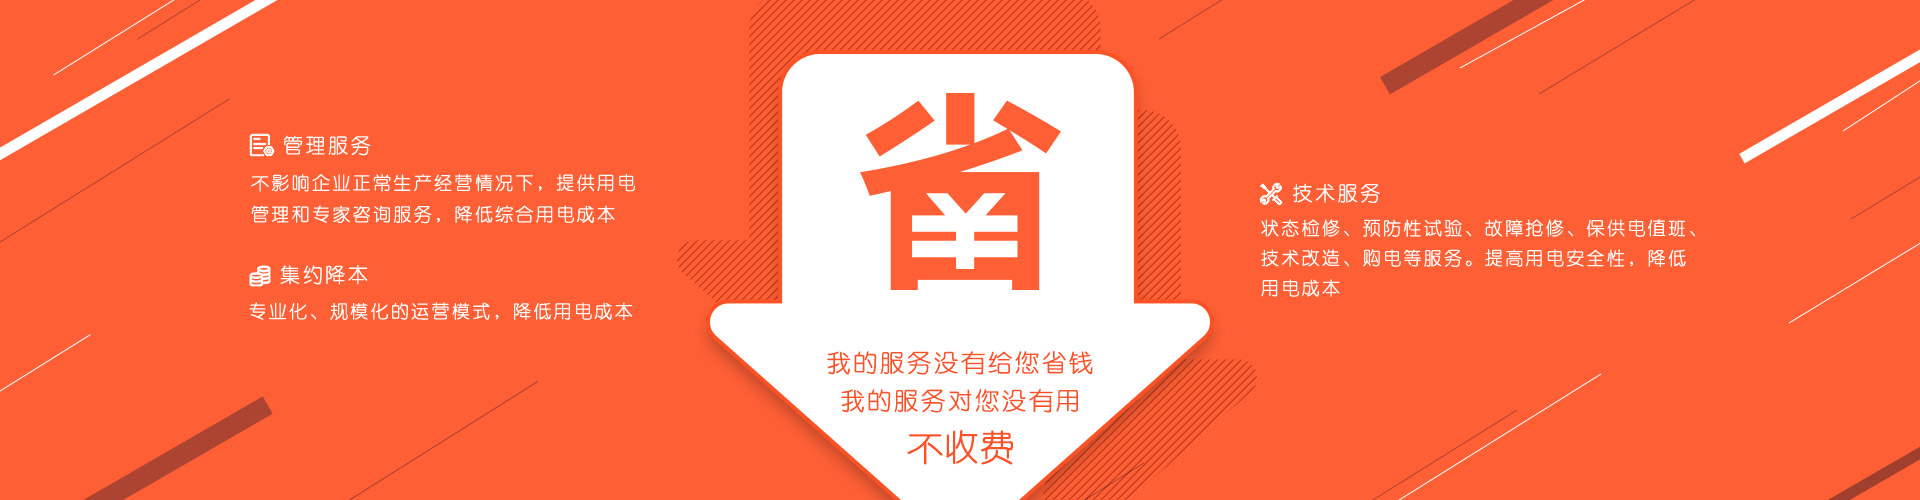 管理服务
不影响企业正常生产经营情况下，提供用电
管理和专家咨询服务，降低综合用电成本
集约降本
专业化、规模化的运营模式，降低用电成本
省
我的服务没有给您省钱
我的服务对您没有用
不收费
技术服务
状态检修、预防性试验、故障抢修、保供电值班、
技术改造、购电等服务。提高用电安全性，降低
用电成本